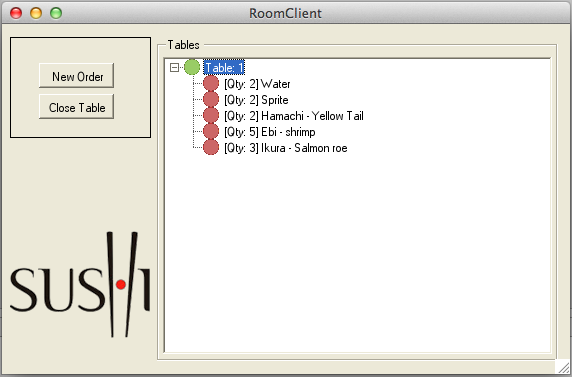 RoomClient
New Order
Close Table
Tables
Table: 1
[Qty: 2] Water
[Qty: 2] Sprite
[Qty: 2] Hamachi - Yellow Tail
[Qty: 5] Ebi - shrimp
[Qty: 3] Ikura - Salmon roe
SUSHI